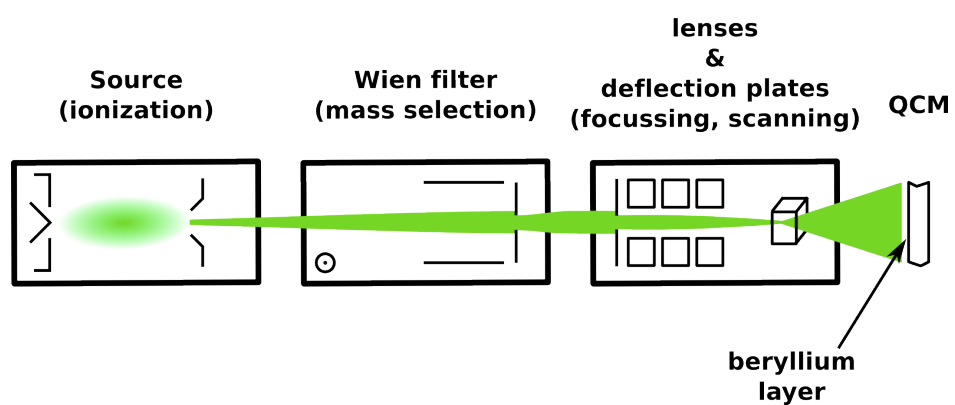 Source
(ionization)
Wien filter
(mass selection)
lenses
&
deflection plates
(focussing, scanning)
QCM
beryllium
layer